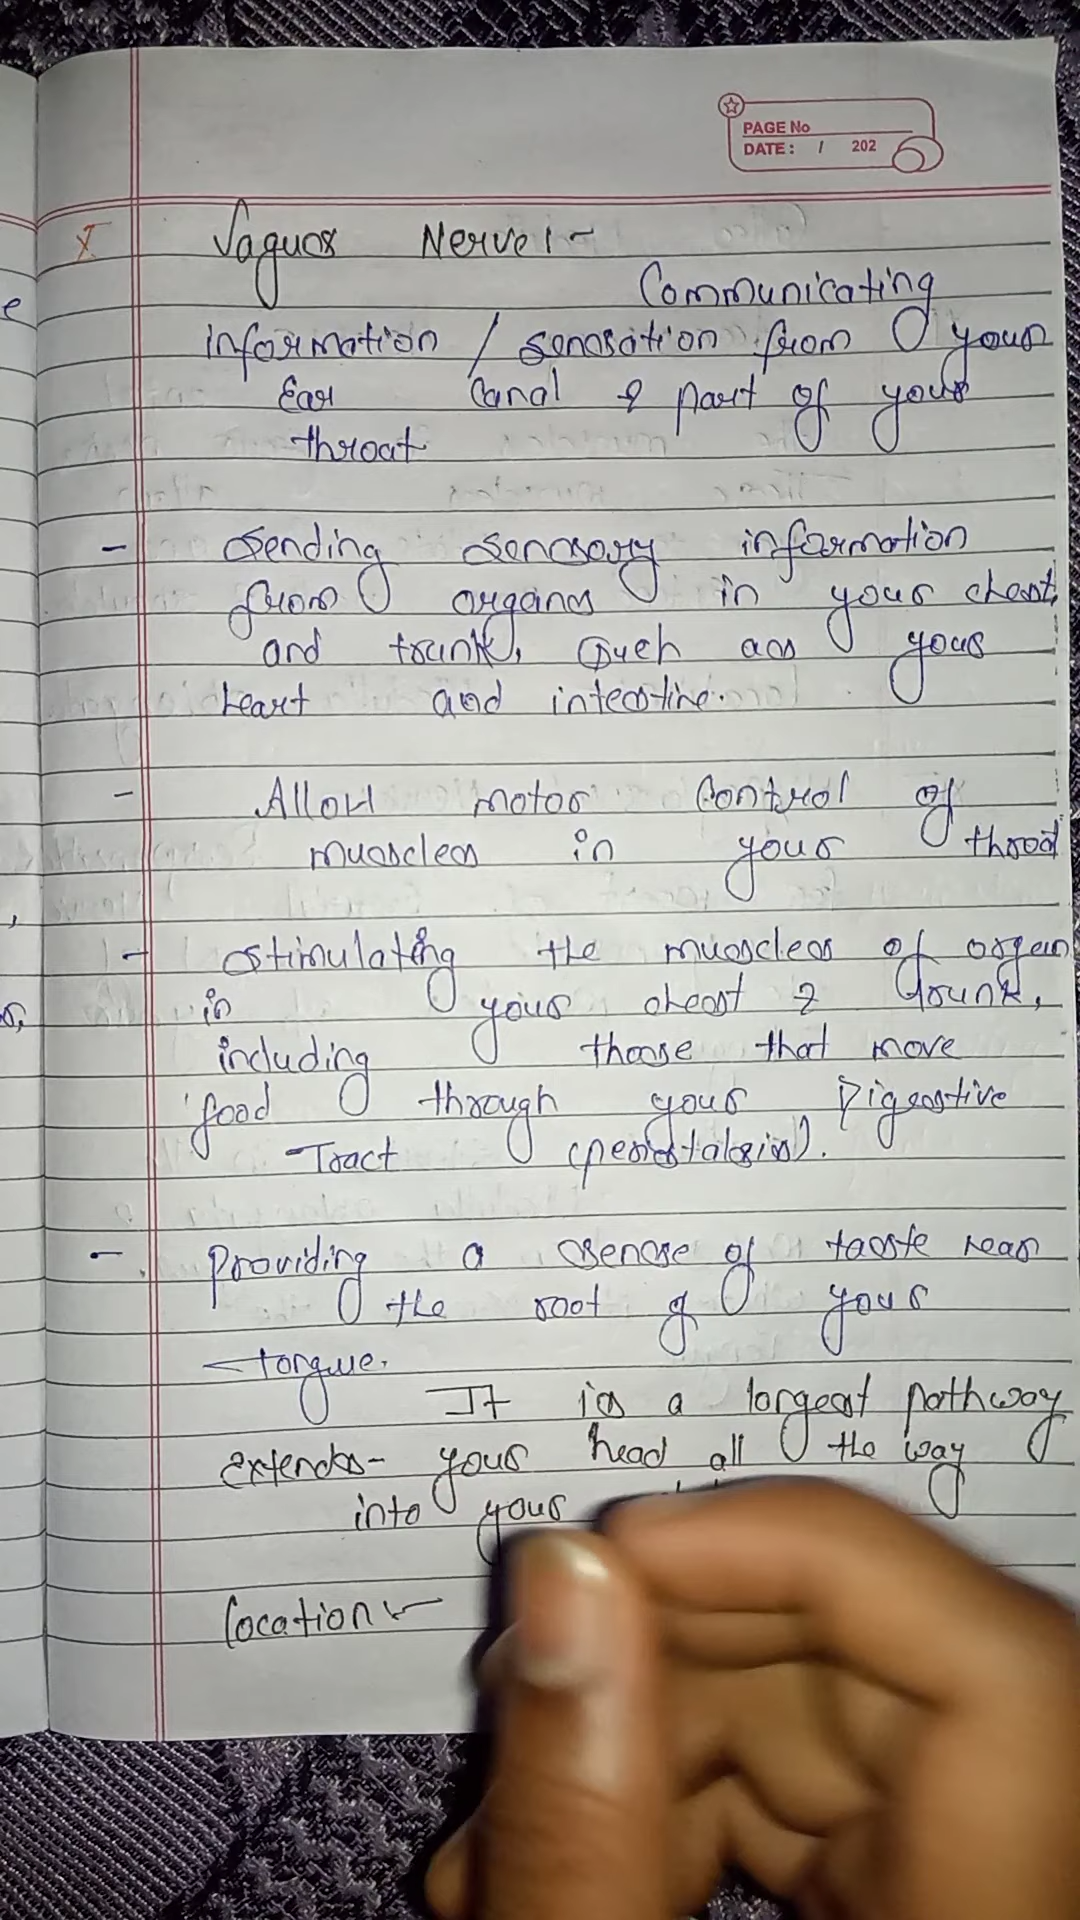 PAGE No
DATE: / 202
X Vagus Nerve :-
Communicating
information / sensation from your
Ear Canal & part of your
throat
- Sending sensory information
from organs in your chest
and trunk, such as your
heart and intestine.
- Allow motor control of
muscles in your throat
- Stimulating the muscles of organ
in your chest & trunk,
including those that move
food through your Digestive
Tract (peristalsis).
- Providing a sense of taste near
the root of your
tongue.
It is a largest pathway
extends - your head all the way
into your
Location :-